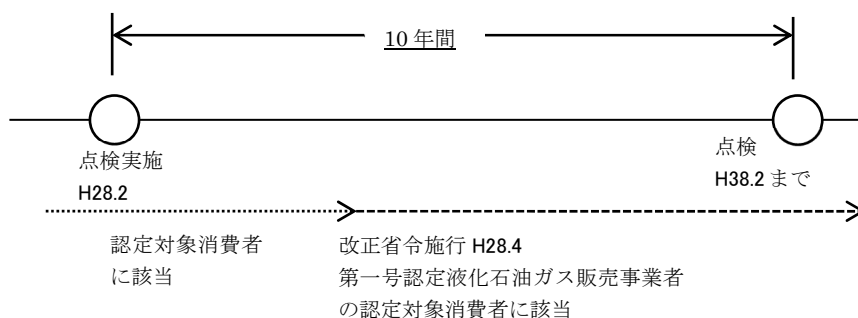 10 年間
点検実施
H28.2
点検
H38.2 まで
認定対象消費者
に該当
改正省令施行 H28.4
第一号認定液化石油ガス販売事業者
の認定対象消費者に該当